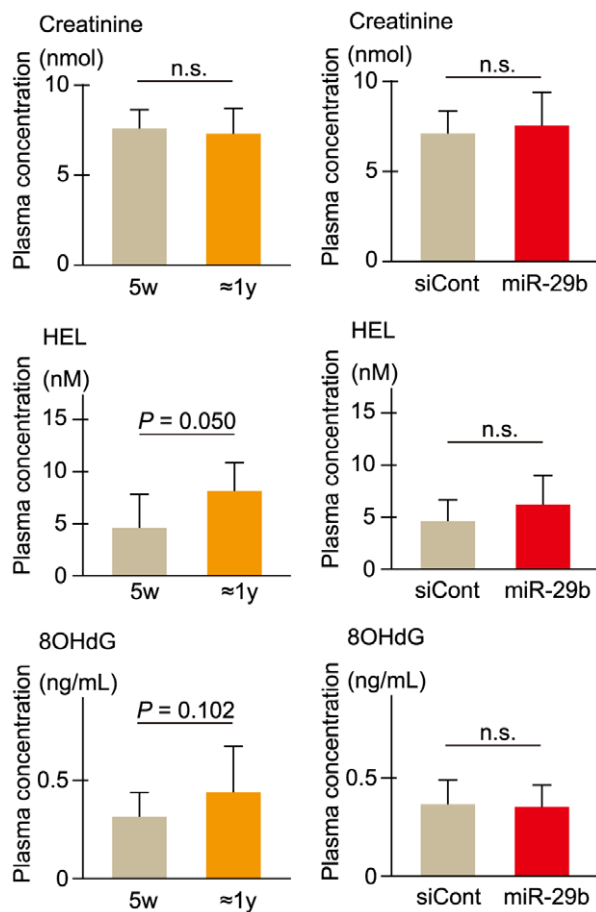 Creatinine
(nmol)
Plasma concentration
10
5
0
n.s.
5w
≈1y
Creatinine
(nmol)
Plasma concentration
10
5
0
n.s.
siCont
miR-29b
HEL
(nM)
Plasma concentration
15
10
5
0
P = 0.050
5w
≈1y
HEL
(nM)
Plasma concentration
15
10
5
0
n.s.
siCont
miR-29b
8OHdG
(ng/mL)
Plasma concentration
0.5
0
P = 0.102
5w
≈1y
8OHdG
(ng/mL)
Plasma concentration
0.5
0
n.s.
siCont
miR-29b